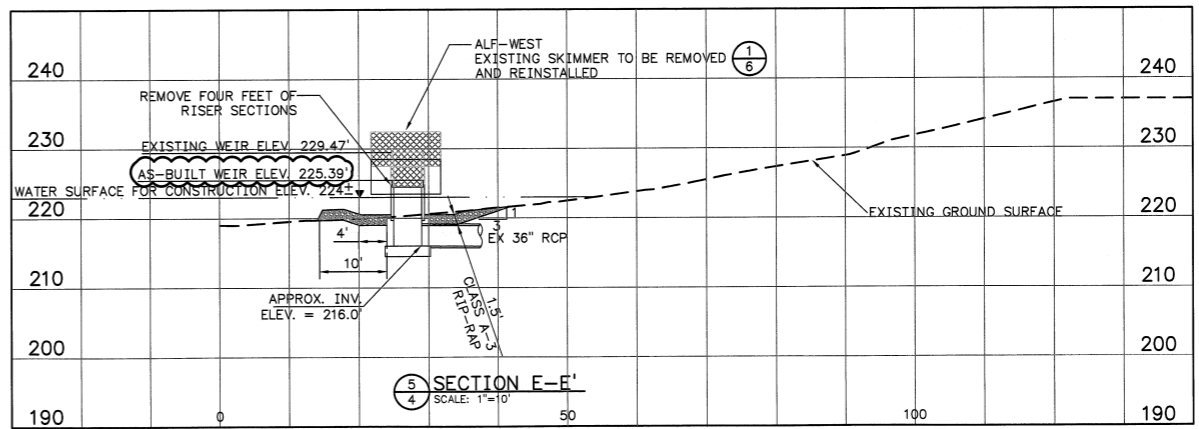 ALF-WEST
EXISTING SKIMMER TO BE REMOVED
AND REINSTALLED
1
6
240
240
REMOVE FOUR FEET OF
RISER SECTIONS
230
EXISTING WEIR ELEV. 229.47'
230
AS-BUILT WEIR ELEV. 225.39'
WATER SURFACE FOR CONSTRUCTION ELEV. 224±
220
220
EXISTING GROUND SURFACE
1
3
EX 36" RCP
4'
10'
210
210
APPROX. INV.
ELEV. = 216.0'
1.5'
CLASS A-3
RIP-RAP
200
200
5
4
SECTION E-E'
SCALE: 1"=10'
190
0
50
100
190